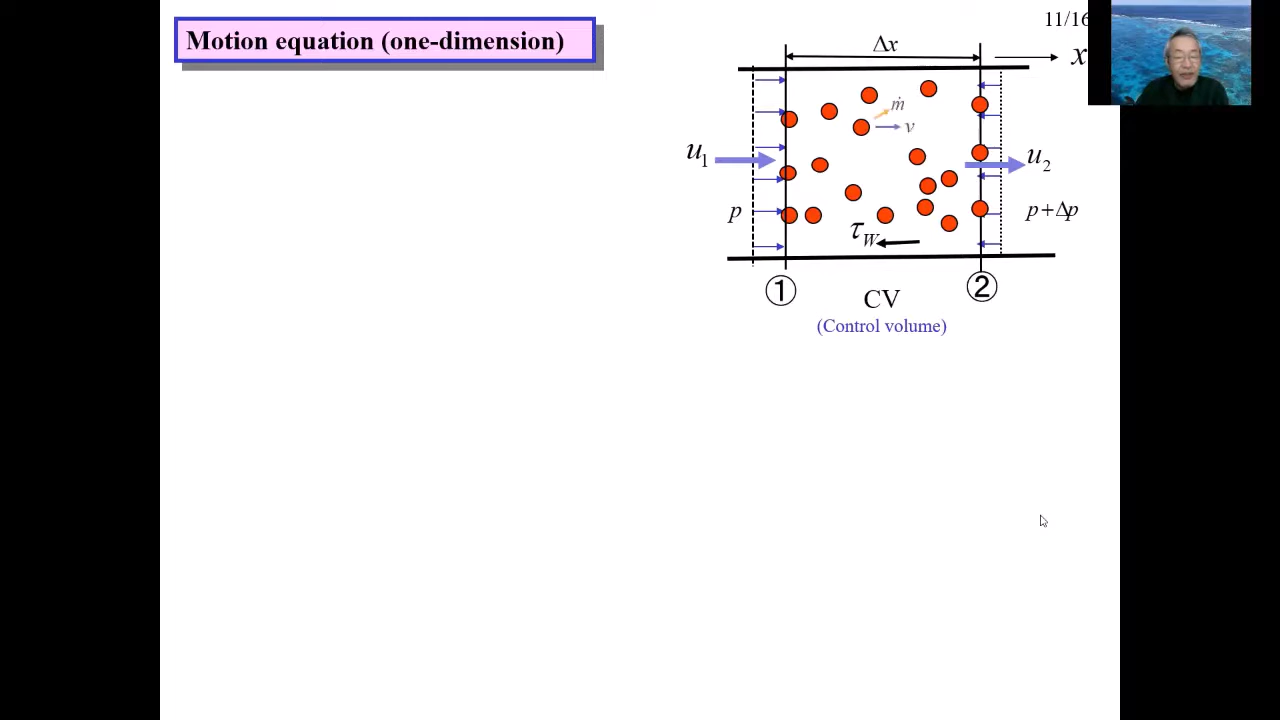 Motion equation (one-dimension)
11/16
Δx
x
ṁ
v
u₁
u₂
p
p+Δp
τ_W
①
②
CV
(Control volume)